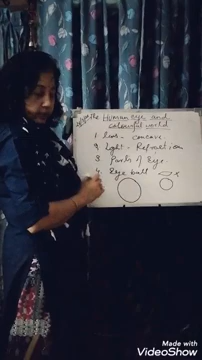 The Human eye and
colourful world
1 lens - concave
2 Light - Refraction
3 Parts of Eye
4. Eye ball
Made with
VideoShow